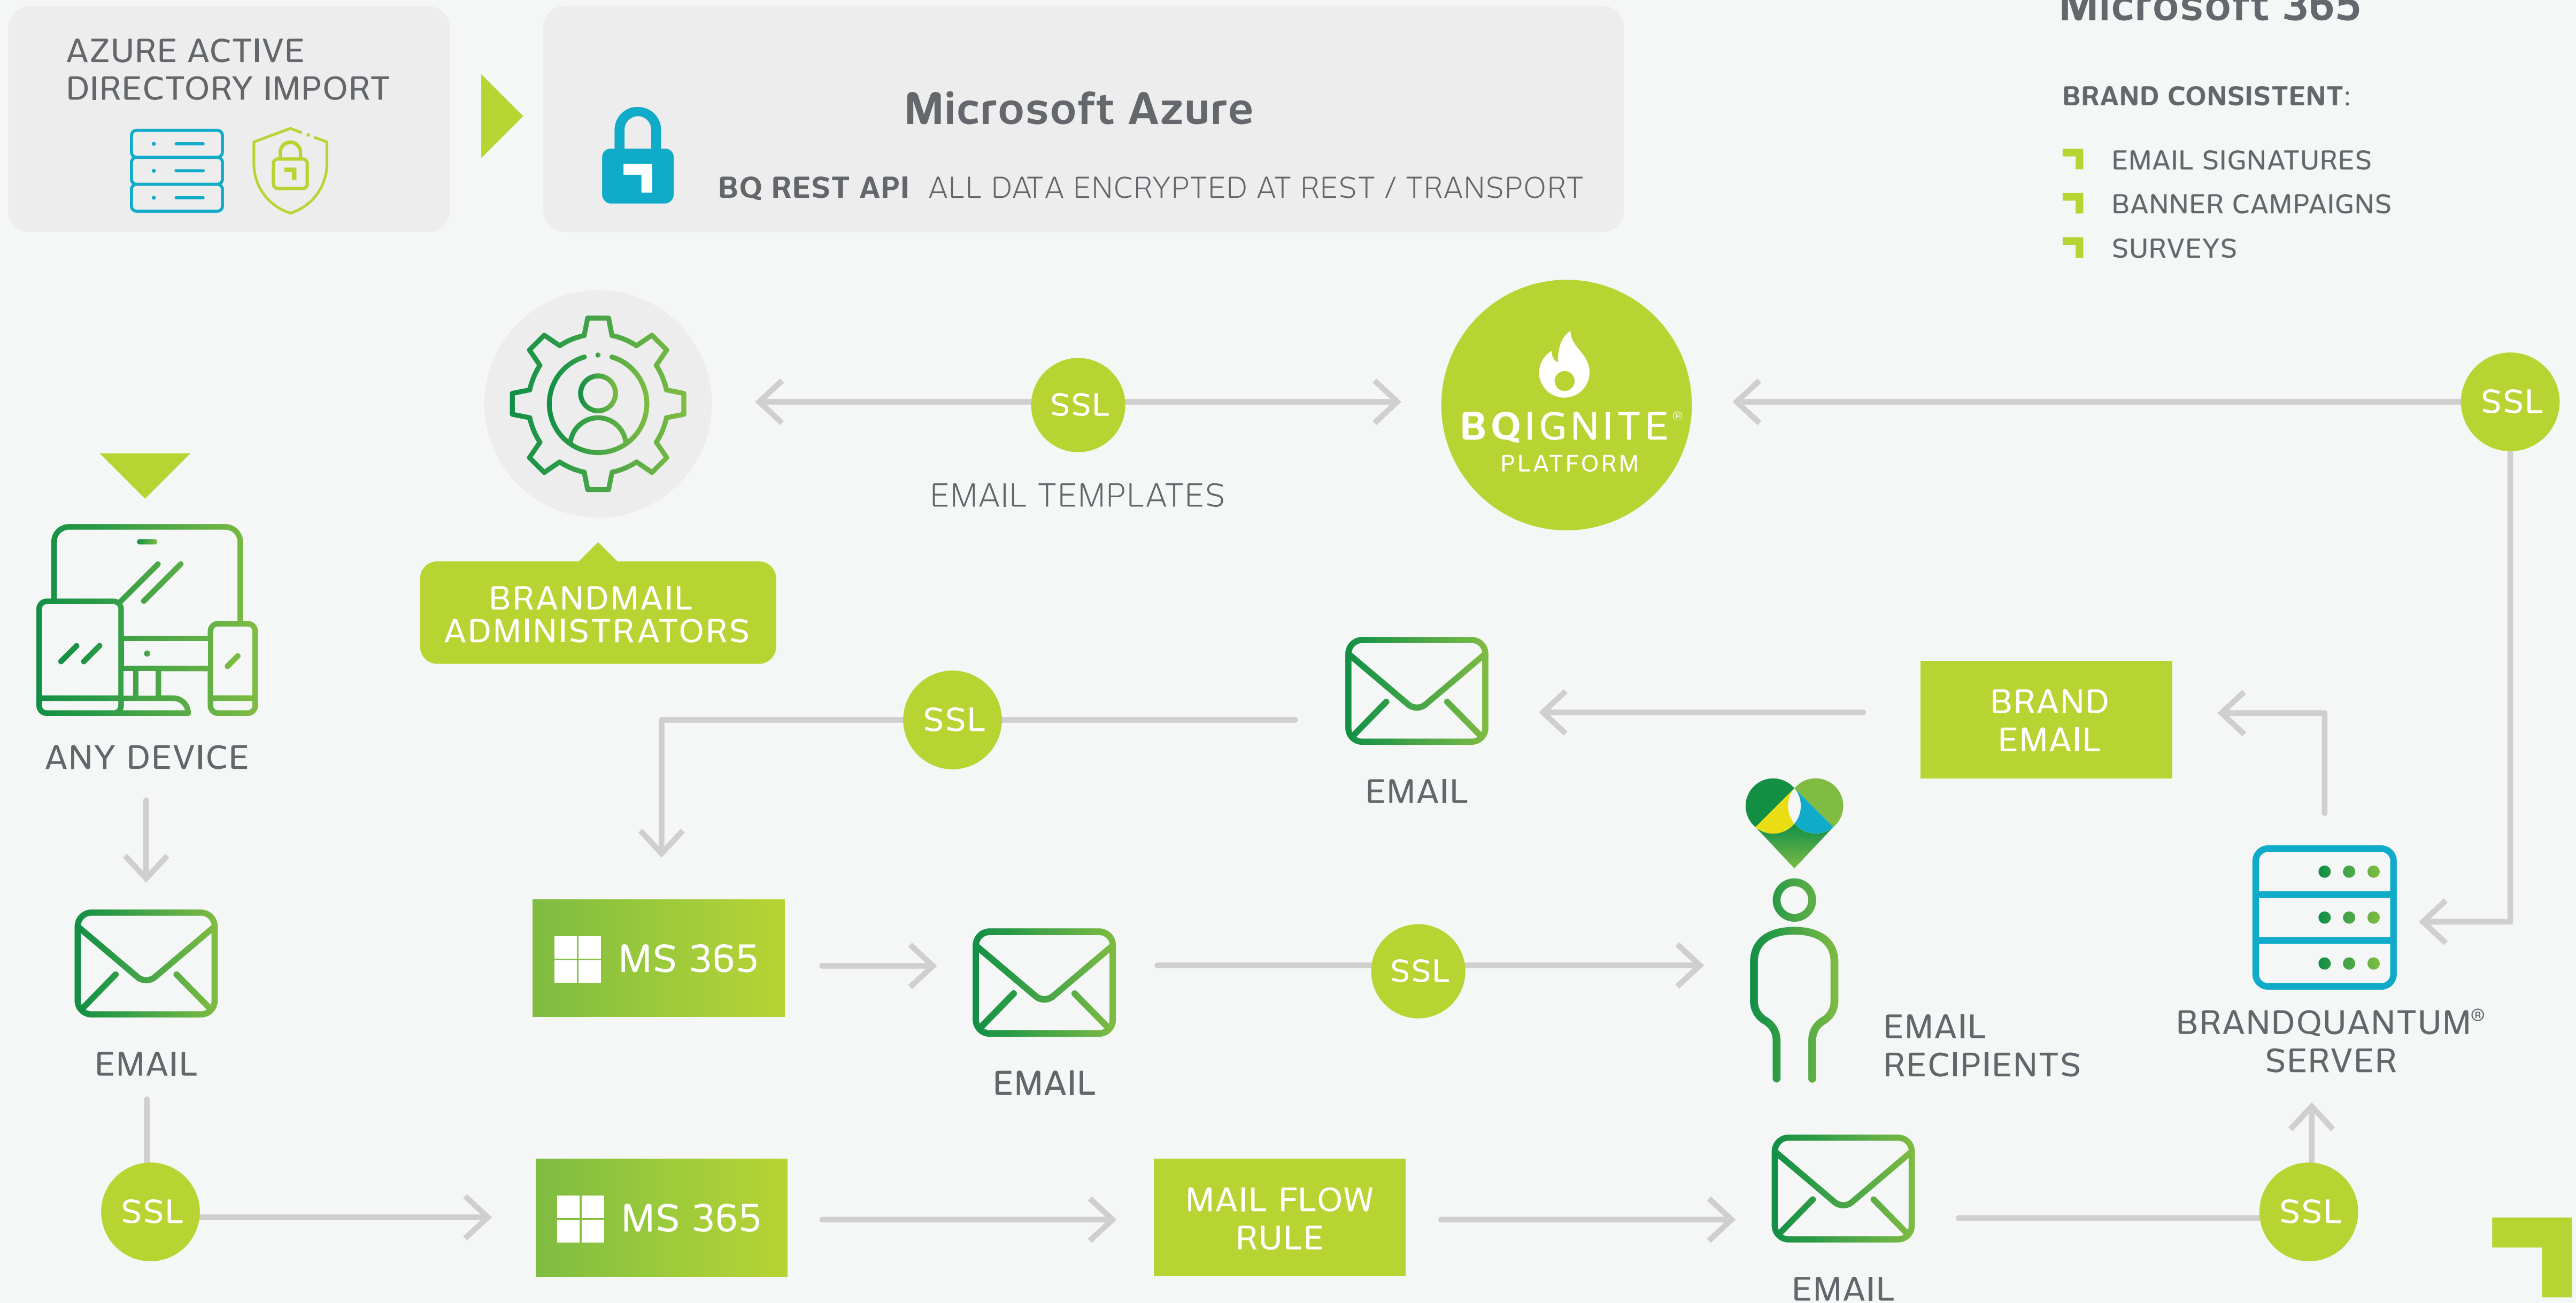 AZURE ACTIVE
DIRECTORY IMPORT
Microsoft Azure
BQ REST API ALL DATA ENCRYPTED AT REST / TRANSPORT
Microsoft 365
BRAND CONSISTENT:
EMAIL SIGNATURES
BANNER CAMPAIGNS
SURVEYS
SSL
EMAIL TEMPLATES
BQIGNITE®
PLATFORM
SSL
BRANDMAIL
ADMINISTRATORS
ANY DEVICE
SSL
EMAIL
BRAND
EMAIL
MS 365
EMAIL
SSL
EMAIL
RECIPIENTS
BRANDQUANTUM®
SERVER
EMAIL
SSL
MS 365
MAIL FLOW
RULE
EMAIL
SSL